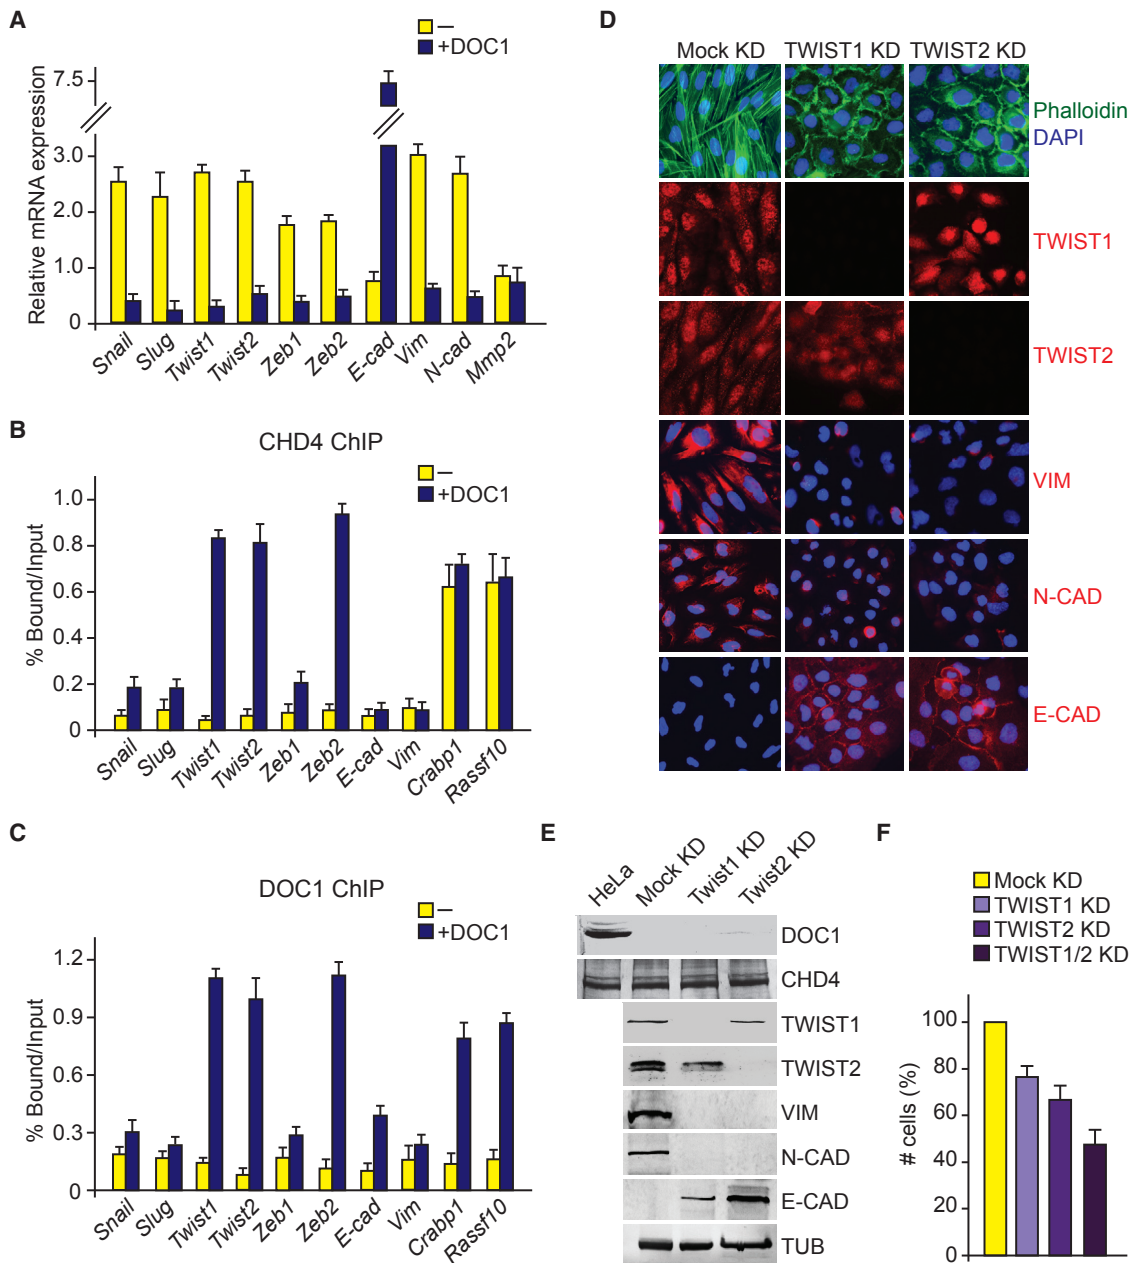 A
—
+DOC1
Relative mRNA expression
7.5
3.0
2.0
1.0
0
Snail
Slug
Twist1
Twist2
Zeb1
Zeb2
E-cad
Vim
N-cad
Mmp2
B
CHD4 ChIP
—
+DOC1
% Bound/Input
1.0
0.8
0.6
0.4
0.2
0
Snail
Slug
Twist1
Twist2
Zeb1
Zeb2
E-cad
Vim
Crabp1
Rassf10
C
DOC1 ChIP
—
+DOC1
% Bound/Input
1.2
0.9
0.6
0.3
0
Snail
Slug
Twist1
Twist2
Zeb1
Zeb2
E-cad
Vim
Crabp1
Rassf10
D
Mock KD TWIST1 KD TWIST2 KD
Phalloidin
DAPI
TWIST1
TWIST2
VIM
N-CAD
E-CAD
E
HeLa
Mock KD
Twist1 KD
Twist2 KD
DOC1
CHD4
TWIST1
TWIST2
VIM
N-CAD
E-CAD
TUB
F
Mock KD
TWIST1 KD
TWIST2 KD
TWIST1/2 KD
# cells (%)
100
80
60
40
20
0